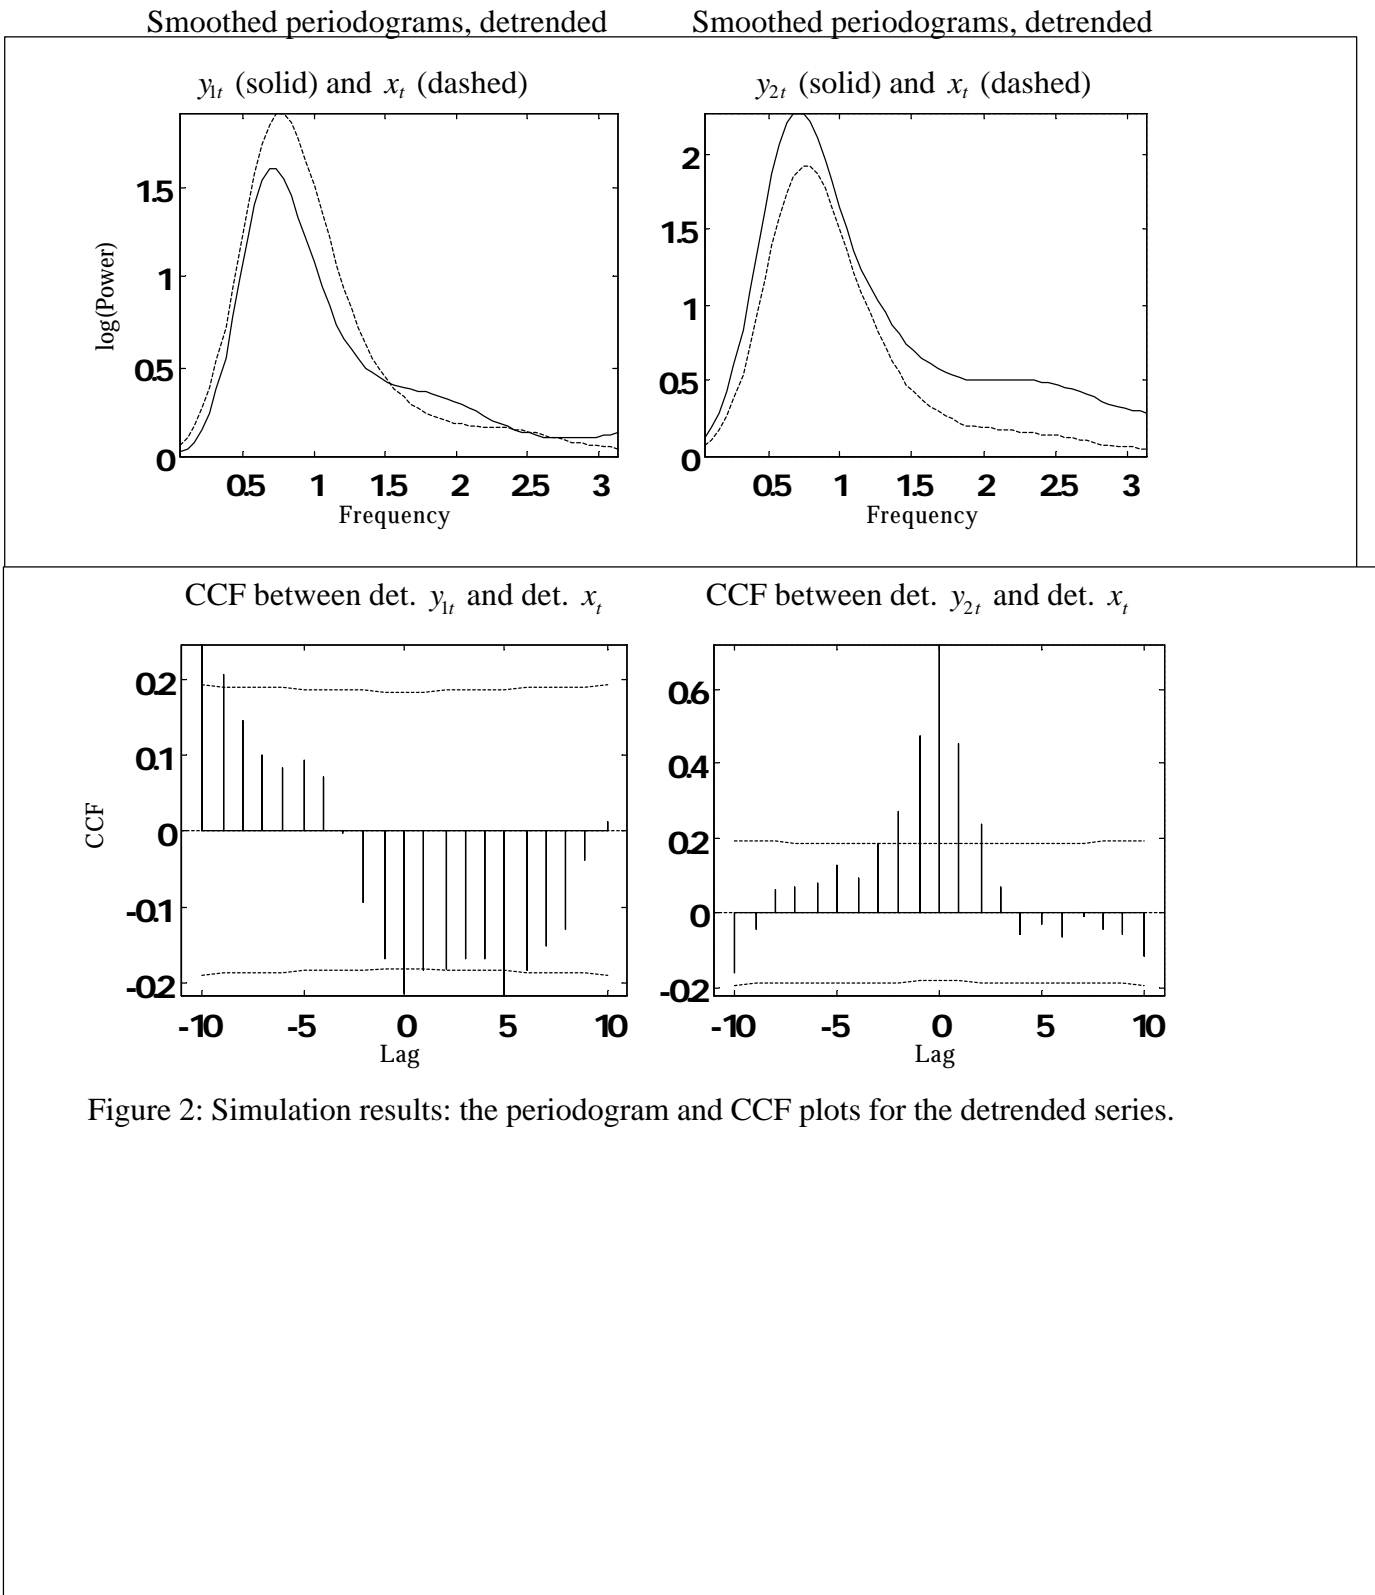 Smoothed periodograms, detrended
y1t (solid) and xt (dashed)
log(Power)
1.5
1
0.5
0
0.5 1 1.5 2 2.5 3
Frequency
Smoothed periodograms, detrended
y2t (solid) and xt (dashed)
2
1.5
1
0.5
0
0.5 1 1.5 2 2.5 3
Frequency
CCF between det. y1t and det. xt
CCF
0.2
0.1
0
-0.1
-0.2
-10 -5 0 5 10
Lag
CCF between det. y2t and det. xt
0.6
0.4
0.2
0
-0.2
-10 -5 0 5 10
Lag
Figure 2: Simulation results: the periodogram and CCF plots for the detrended series.